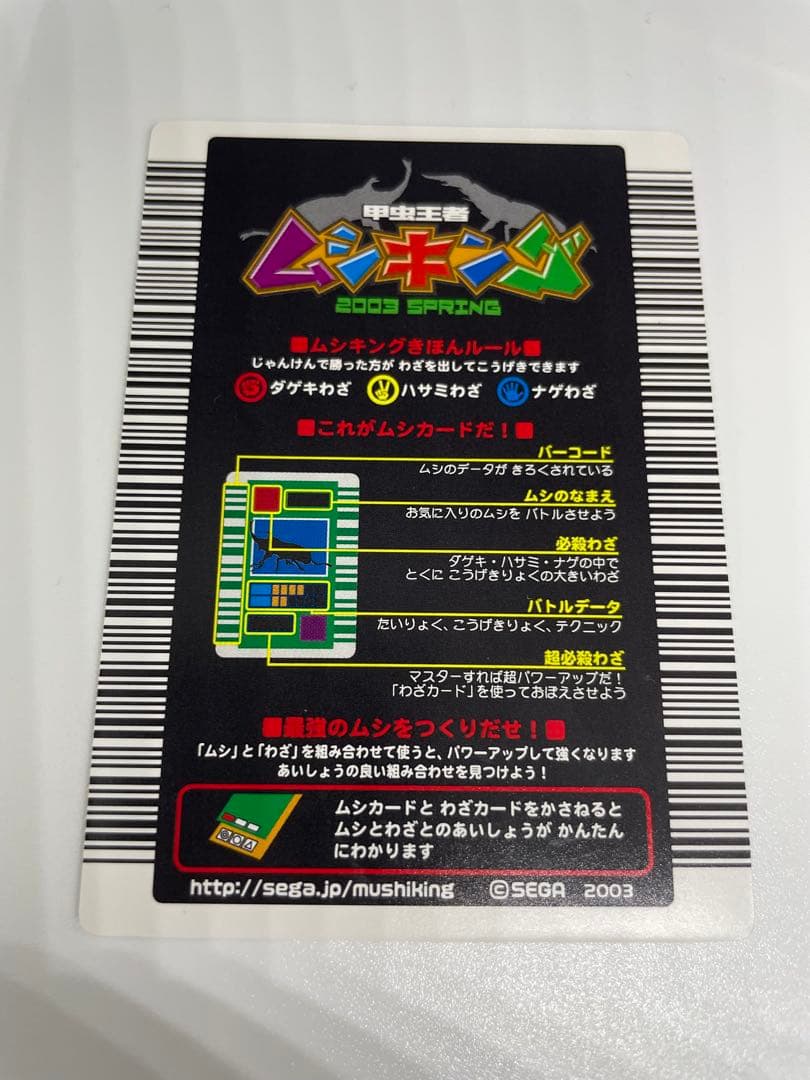 甲虫王者
ムシキング
2003 SPRING
■ムシキングきほんルール■
じゃんけんで勝った方が わざを出してこうげきできます
ダゲキわざ ハサミわざ ナゲわざ
■これがムシカードだ！■
バーコード
ムシのデータが きろくされている
ムシのなまえ
お気に入りのムシを バトルさせよう
必殺わざ
ダゲキ・ハサミ・ナゲの中で
とくに こうげきりょくの大きいわざ
バトルデータ
たいりょく、こうげきりょく、テクニック
超必殺わざ
マスターすれば超パワーアップだ！
「わざカード」を使っておぼえさせよう
■最強のムシをつくりだせ！■
「ムシ」と「わざ」を組み合わせて使うと、パワーアップして強くなります
あいしょうの良い組み合わせを見つけよう！
ムシカードと わざカードをかさねると
ムシとわざとのあいしょうが かんたん
にわかります
http://sega.jp/mushiking ©SEGA 2003